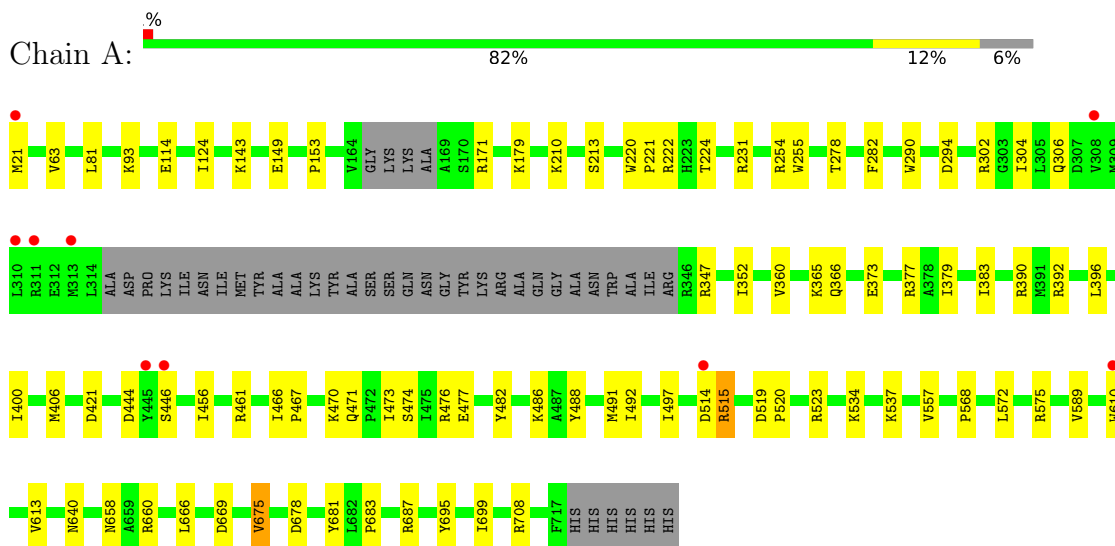 .%
Chain A:
82% 12% 6%
M21 V63 L81 K93 E114 I124 K143 E149 P153 V164 GLY LYS LYS ALA A169 S170 R171 K179 K210 S213 W220 P221 R222 H223 T224 R231 R254 W255 T278 F282 W290 D294 R302 G303 I304 L305 Q306 D307 V308 M309
L310 R311 E312 M313 L314 ALA ASP PRO LYS ILE ASN ILE MET TYR ALA ALA LYS TYR ALA SER SER GLN ASN GLY TYR LYS ARG ALA GLN GLY ALA ASN TRP ALA ILE ARG R346 R347 I352 V360 K365 Q366 E373 R377 A378 I379 I383 R390 M391 R392 L396
I400 M406 D421 D444 Y445 S446 I456 R461 I466 P467 K470 Q471 P472 I473 S474 I475 R476 E477 Y482 K486 A487 Y488 M491 I492 I497 D514 R515 D519 P520 R523 K534 K537 V557 P568 L572 R575 V589
V613 N640 N658 A659 R660 L666 D669 V675 D678 Y681 L682 P683 R687 Y695 I699 R708 F717 HIS HIS HIS HIS HIS HIS